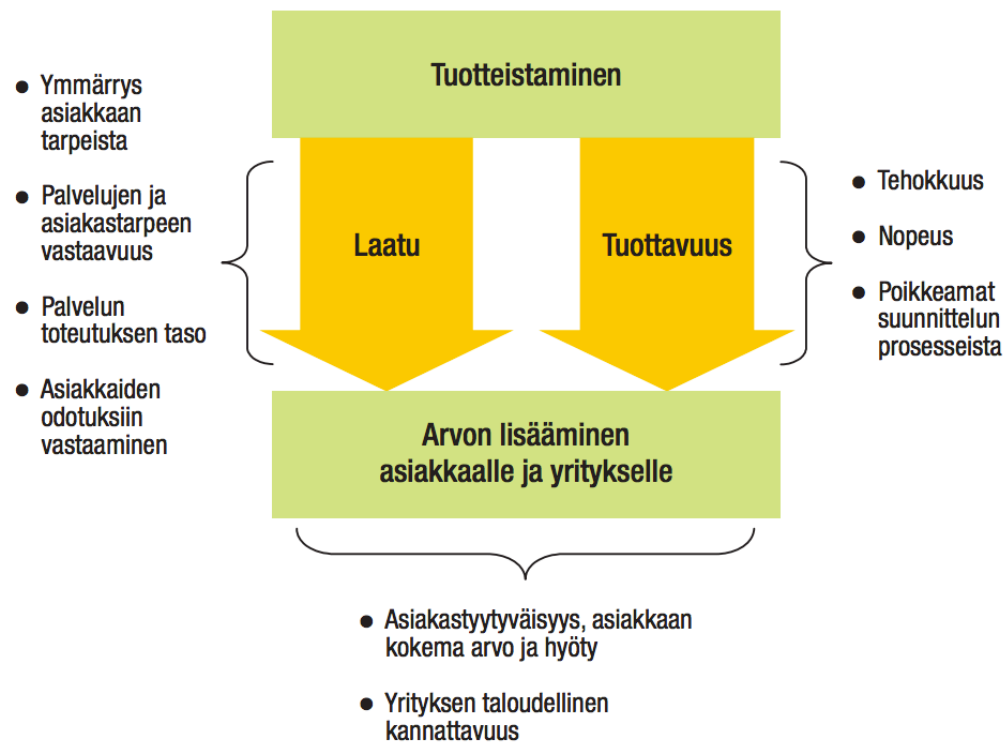 Tuotteistaminen
● Ymmärrys
asiakkaan
tarpeista
● Palvelujen ja
asiakastarpeen
vastaavuus
● Palvelun
toteutuksen taso
● Asiakkaiden
odotuksiin
vastaaminen
Laatu
Tuottavuus
● Tehokkuus
● Nopeus
● Poikkeamat
suunnittelun
prosesseista
Arvon lisääminen
asiakkaalle ja yritykselle
● Asiakastyytyväisyys, asiakkaan
kokema arvo ja hyöty
● Yrityksen taloudellinen
kannattavuus